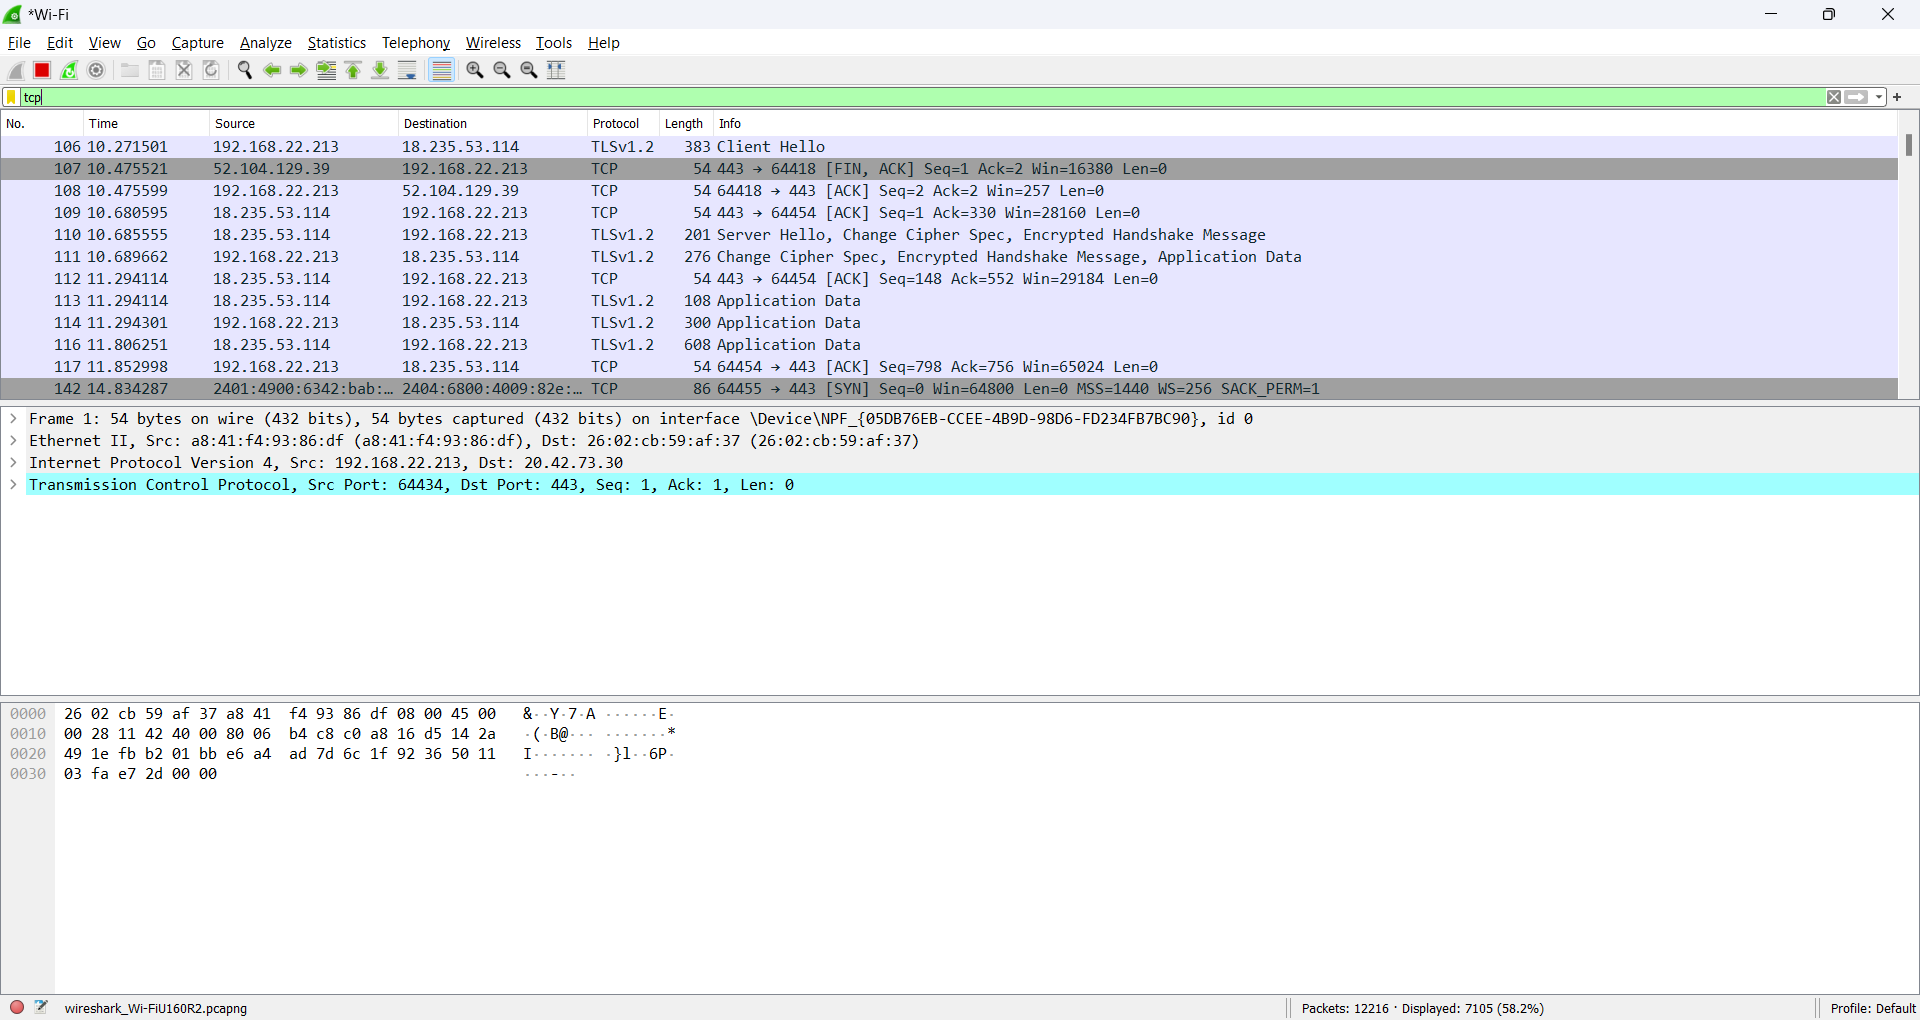 *Wi-Fi
File Edit View Go Capture Analyze Statistics Telephony Wireless Tools Help
tcp
No. Time Source Destination Protocol Length Info
106 10.271501 192.168.22.213 18.235.53.114 TLSv1.2 383 Client Hello
107 10.475521 52.104.129.39 192.168.22.213 TCP 54 443 → 64418 [FIN, ACK] Seq=1 Ack=2 Win=16380 Len=0
108 10.475599 192.168.22.213 52.104.129.39 TCP 54 64418 → 443 [ACK] Seq=2 Ack=2 Win=257 Len=0
109 10.680595 18.235.53.114 192.168.22.213 TCP 54 443 → 64454 [ACK] Seq=1 Ack=330 Win=28160 Len=0
110 10.685555 18.235.53.114 192.168.22.213 TLSv1.2 201 Server Hello, Change Cipher Spec, Encrypted Handshake Message
111 10.689662 192.168.22.213 18.235.53.114 TLSv1.2 276 Change Cipher Spec, Encrypted Handshake Message, Application Data
112 11.294114 18.235.53.114 192.168.22.213 TCP 54 443 → 64454 [ACK] Seq=148 Ack=552 Win=29184 Len=0
113 11.294114 18.235.53.114 192.168.22.213 TLSv1.2 108 Application Data
114 11.294301 192.168.22.213 18.235.53.114 TLSv1.2 300 Application Data
116 11.806251 18.235.53.114 192.168.22.213 TLSv1.2 608 Application Data
117 11.852998 192.168.22.213 18.235.53.114 TCP 54 64454 → 443 [ACK] Seq=798 Ack=756 Win=65024 Len=0
142 14.834287 2401:4900:6342:bab:… 2404:6800:4009:82e:… TCP 86 64455 → 443 [SYN] Seq=0 Win=64800 Len=0 MSS=1440 WS=256 SACK_PERM=1
Frame 1: 54 bytes on wire (432 bits), 54 bytes captured (432 bits) on interface \Device\NPF_{05DB76EB-CCEE-4B9D-98D6-FD234FB7BC90}, id 0
Ethernet II, Src: a8:41:f4:93:86:df (a8:41:f4:93:86:df), Dst: 26:02:cb:59:af:37 (26:02:cb:59:af:37)
Internet Protocol Version 4, Src: 192.168.22.213, Dst: 20.42.73.30
Transmission Control Protocol, Src Port: 64434, Dst Port: 443, Seq: 1, Ack: 1, Len: 0
0000 26 02 cb 59 af 37 a8 41 f4 93 86 df 08 00 45 00 &··Y·7·A ······E·
0010 00 28 11 42 40 00 80 06 b4 c8 c0 a8 16 d5 14 2a ·(·B@··· ·······*
0020 49 1e fb b2 01 bb e6 a4 ad 7d 6c 1f 92 36 50 11 I······· ·}l··6P·
0030 03 fa e7 2d 00 00 ···-··
wireshark_Wi-FiU160R2.pcapng Packets: 12216 · Displayed: 7105 (58.2%) Profile: Default